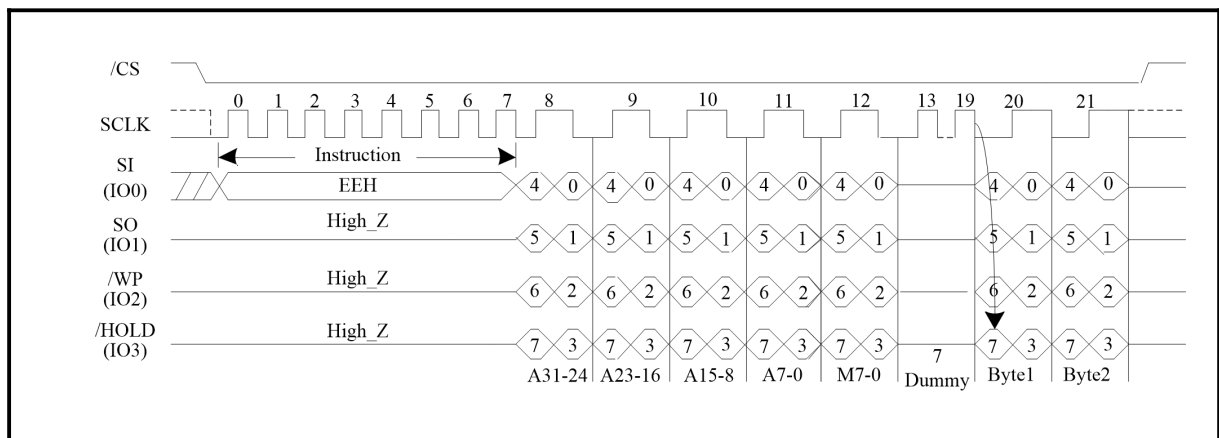 /CS
0 1 2 3 4 5 6 7 8 9 10 11 12 13 19 20 21
SCLK
Instruction
SI
(IO0)
EEH
4 0 4 0 4 0 4 0 4 0 4 0 4 0
SO
(IO1)
High_Z
5 1 5 1 5 1 5 1 5 1 5 1 5 1
/WP
(IO2)
High_Z
6 2 6 2 6 2 6 2 6 2 6 2 6 2
/HOLD
(IO3)
High_Z
7 3 7 3 7 3 7 3 7 3 7 3 7 3
A31-24 A23-16 A15-8 A7-0 M7-0 7 Dummy Byte1 Byte2